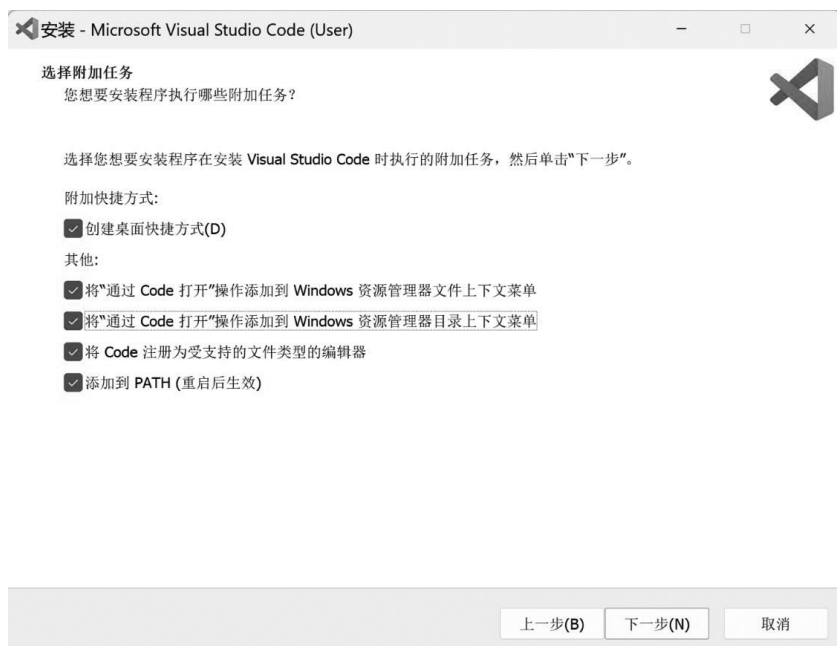 安装 - Microsoft Visual Studio Code (User)
选择附加任务
您想要安装程序执行哪些附加任务？
选择您想要安装程序在安装 Visual Studio Code 时执行的附加任务，然后单击“下一步”。
附加快捷方式:
创建桌面快捷方式(D)
其他:
将“通过 Code 打开”操作添加到 Windows 资源管理器文件上下文菜单
将“通过 Code 打开”操作添加到 Windows 资源管理器目录上下文菜单
将 Code 注册为受支持的文件类型的编辑器
添加到 PATH (重启后生效)
上一步(B) 下一步(N) 取消